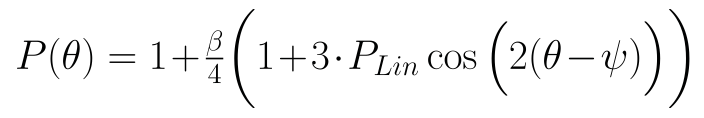 P(θ) = 1+β/4(1+3·P_Lin cos(2(θ−ψ)))